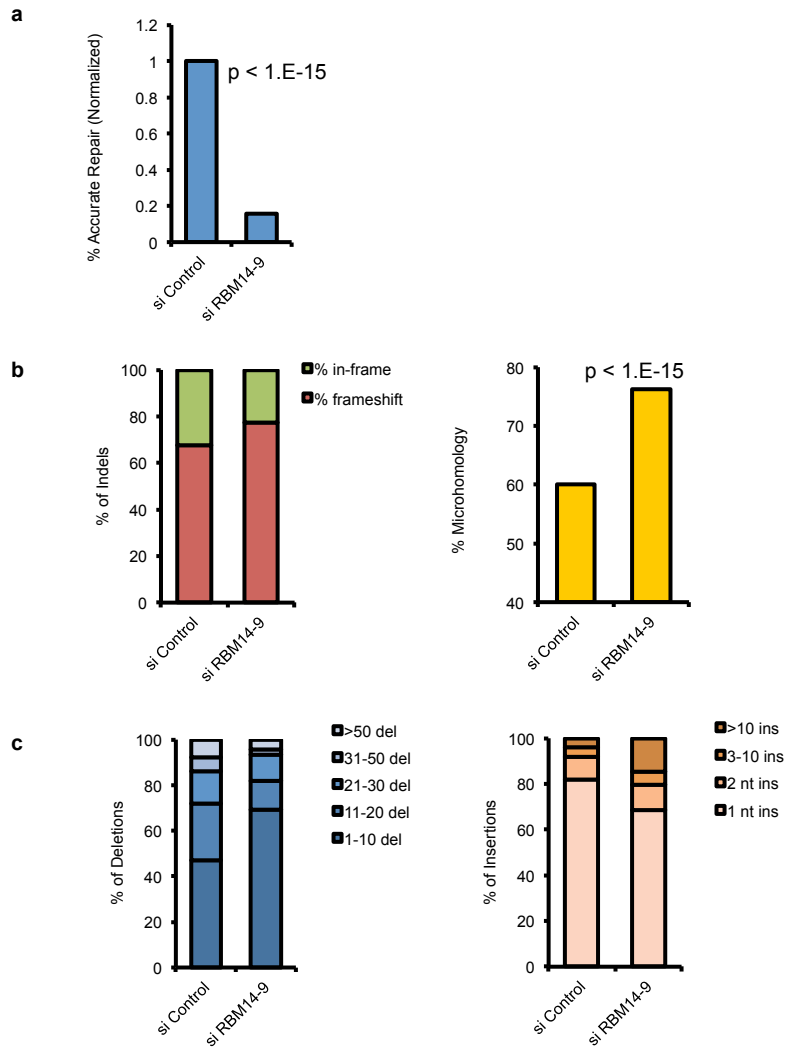 a
% Accurate Repair (Normalized)
1.2
1
0.8
0.6
0.4
0.2
0
p < 1.E-15
si Control
si RBM14-9
b
% of Indels
100
80
60
40
20
0
% in-frame
% frameshift
si Control
si RBM14-9
% Microhomology
80
70
60
50
40
p < 1.E-15
si Control
si RBM14-9
c
% of Deletions
100
80
60
40
20
0
>50 del
31-50 del
21-30 del
11-20 del
1-10 del
si Control
si RBM14-9
% of Insertions
100
80
60
40
20
0
>10 ins
3-10 ins
2 nt ins
1 nt ins
si Control
si RBM14-9